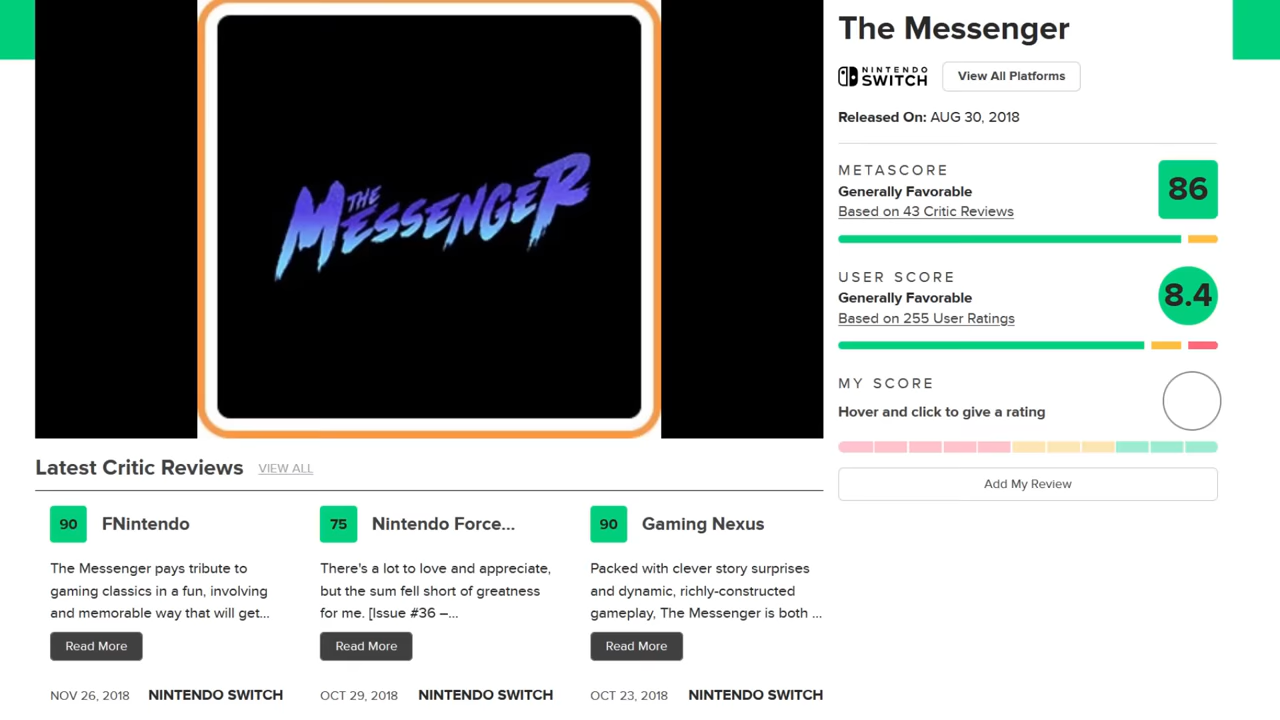 THE
MESSENGER
The Messenger
NINTENDO
SWITCH
View All Platforms
Released On: AUG 30, 2018
METASCORE
Generally Favorable
Based on 43 Critic Reviews
86
USER SCORE
Generally Favorable
Based on 255 User Ratings
8.4
MY SCORE
Hover and click to give a rating
Add My Review
Latest Critic Reviews VIEW ALL
90 FNintendo
The Messenger pays tribute to
gaming classics in a fun, involving
and memorable way that will get...
Read More
NOV 26, 2018 NINTENDO SWITCH
75 Nintendo Force...
There's a lot to love and appreciate,
but the sum fell short of greatness
for me. [Issue #36 –...
Read More
OCT 29, 2018 NINTENDO SWITCH
90 Gaming Nexus
Packed with clever story surprises
and dynamic, richly-constructed
gameplay, The Messenger is both ...
Read More
OCT 23, 2018 NINTENDO SWITCH